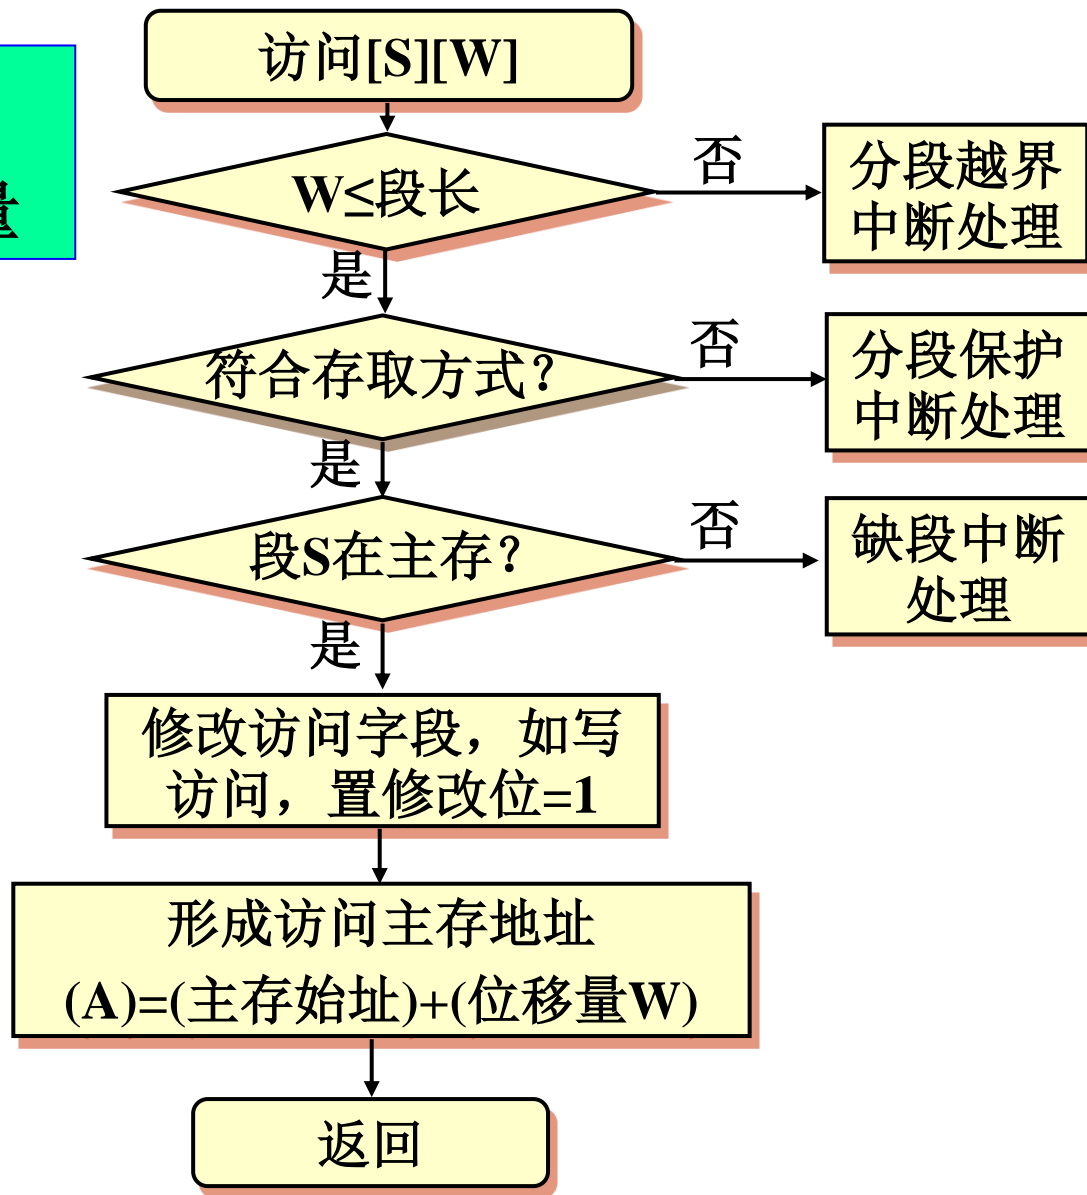 访问[S][W]
量
W≤段长
否
分段越界
中断处理
是
符合存取方式？
否
分段保护
中断处理
是
段S在主存？
否
缺段中断
处理
是
修改访问字段，如写
访问，置修改位=1
形成访问主存地址
(A)=(主存始址)+(位移量W)
返回